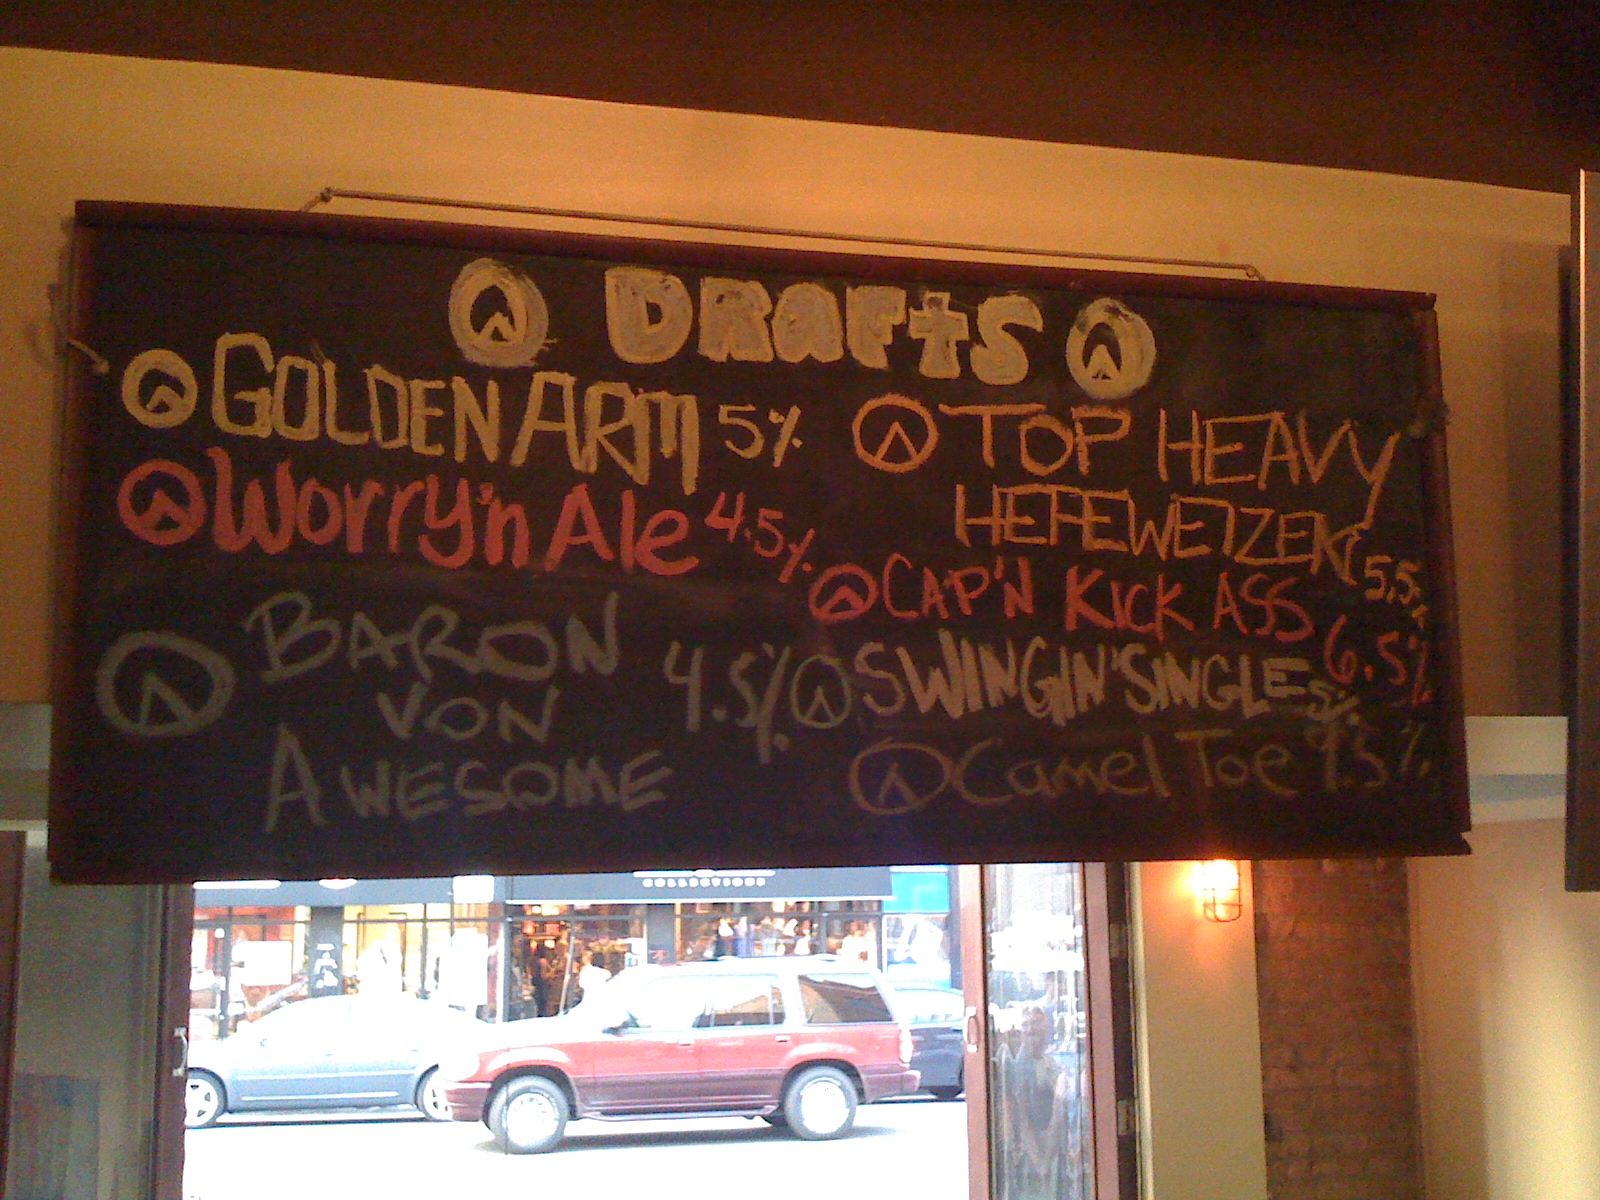 Drafts
GOLDEN ARM 5%
Worry'n Ale 4.5%
BARON
VON
AWESOME
4.5%
TOP HEAVY
HEFEWEIZEN
5.5%
CAP'N KICK ASS
6.5%
SWINGIN' SINGLE 5%
Camel Toe 9.5%
COLLECTIONS